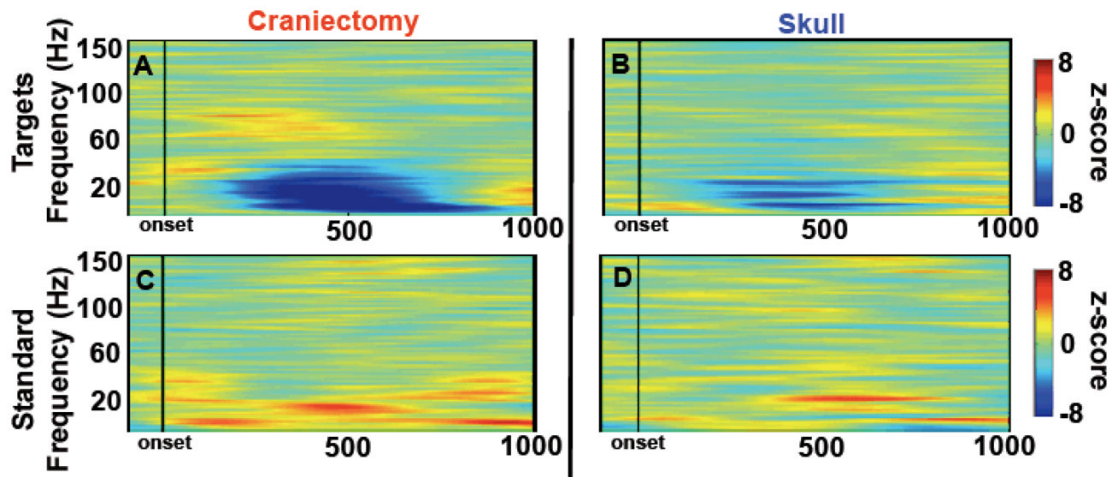 Craniectomy
Skull
Targets
Frequency (Hz)
150
100
60
20
A
onset
500
1000
B
onset
500
1000
8
0
-8
z-score
Standard
Frequency (Hz)
150
100
60
20
C
onset
500
1000
D
onset
500
1000
8
0
-8
z-score